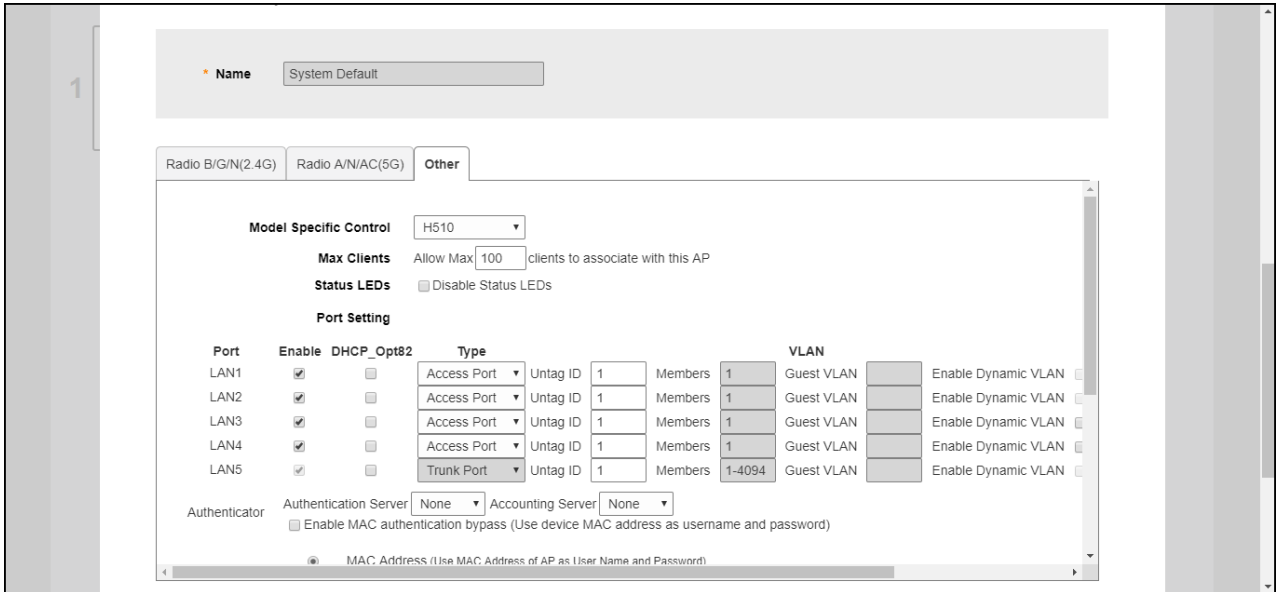 1
* Name System Default
Radio B/G/N(2.4G) Radio A/N/AC(5G) Other
Model Specific Control H510
Max Clients Allow Max 100 clients to associate with this AP
Status LEDs Disable Status LEDs
Port Setting
Port Enable DHCP_Opt82 Type VLAN
LAN1 Access Port Untag ID 1 Members 1 Guest VLAN Enable Dynamic VLAN
LAN2 Access Port Untag ID 1 Members 1 Guest VLAN Enable Dynamic VLAN
LAN3 Access Port Untag ID 1 Members 1 Guest VLAN Enable Dynamic VLAN
LAN4 Access Port Untag ID 1 Members 1 Guest VLAN Enable Dynamic VLAN
LAN5 Trunk Port Untag ID 1 Members 1-4094 Guest VLAN Enable Dynamic VLAN
Authenticator Authentication Server None Accounting Server None
Enable MAC authentication bypass (Use device MAC address as username and password)
MAC Address (Use MAC Address of AP as User Name and Password)